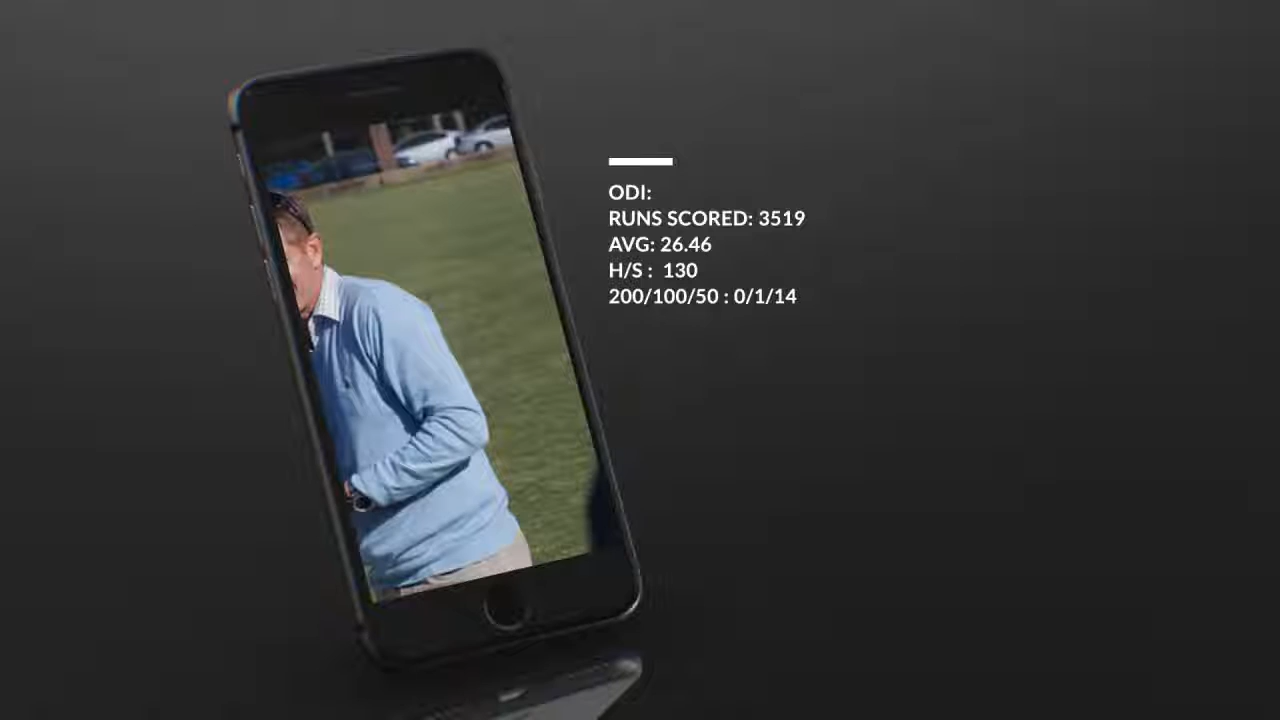 ODI:
RUNS SCORED: 3519
AVG: 26.46
H/S :  130
200/100/50 : 0/1/14